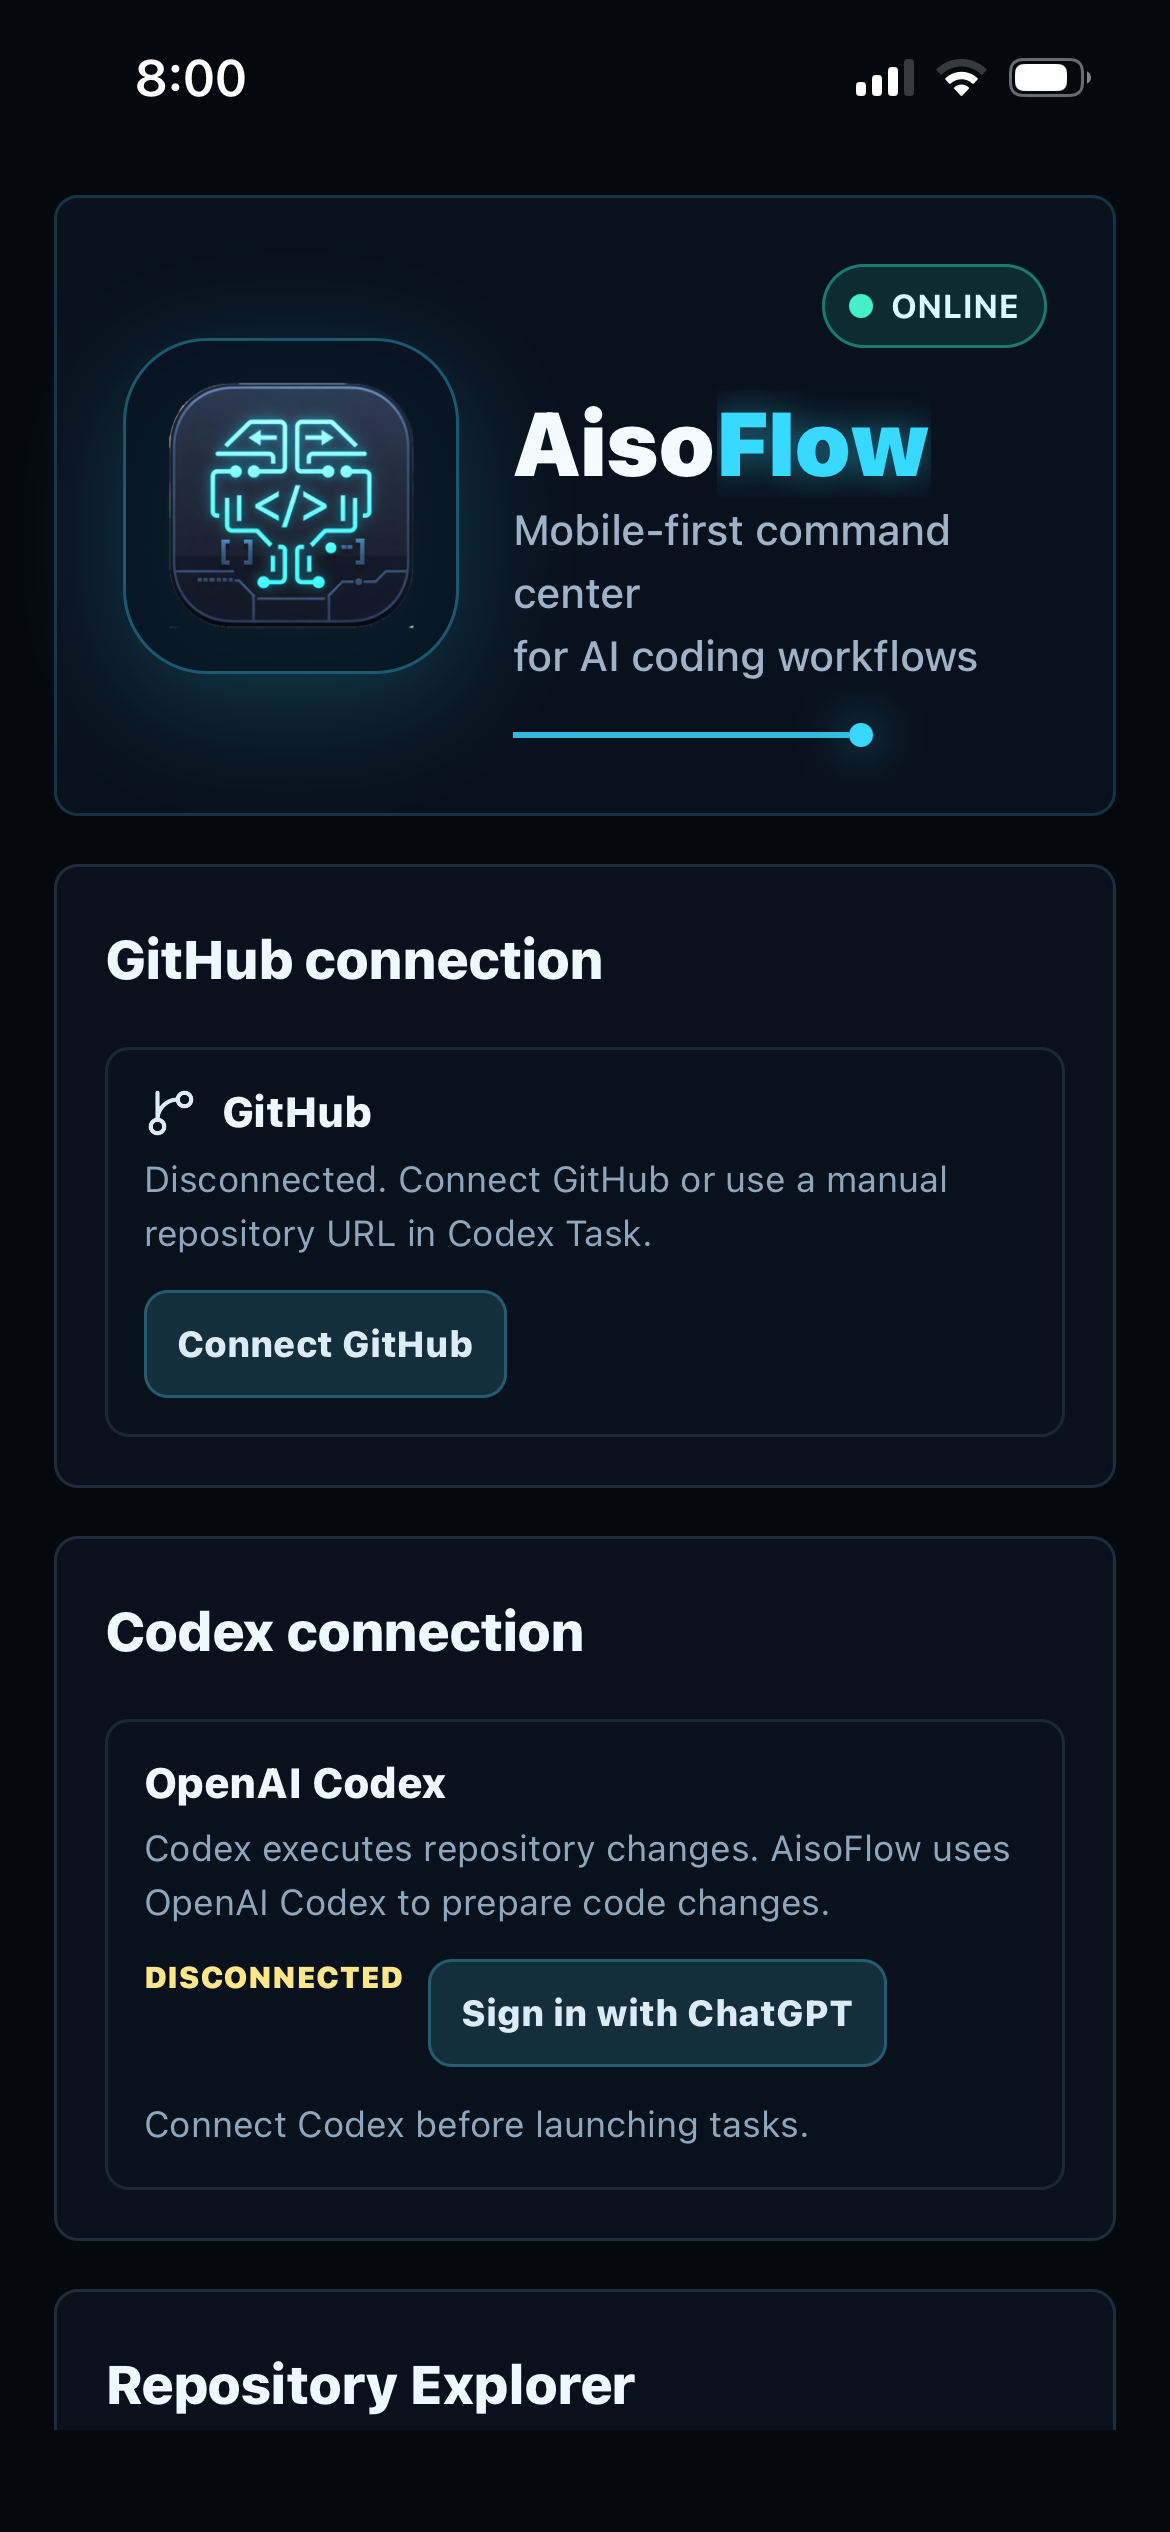 8:00
ONLINE
AisoFlow
Mobile-first command
center
for AI coding workflows
</>
[ ]
--]
GitHub connection
GitHub
Disconnected. Connect GitHub or use a manual
repository URL in Codex Task.
Connect GitHub
Codex connection
OpenAI Codex
Codex executes repository changes. AisoFlow uses
OpenAI Codex to prepare code changes.
DISCONNECTED
Sign in with ChatGPT
Connect Codex before launching tasks.
Repository Explorer